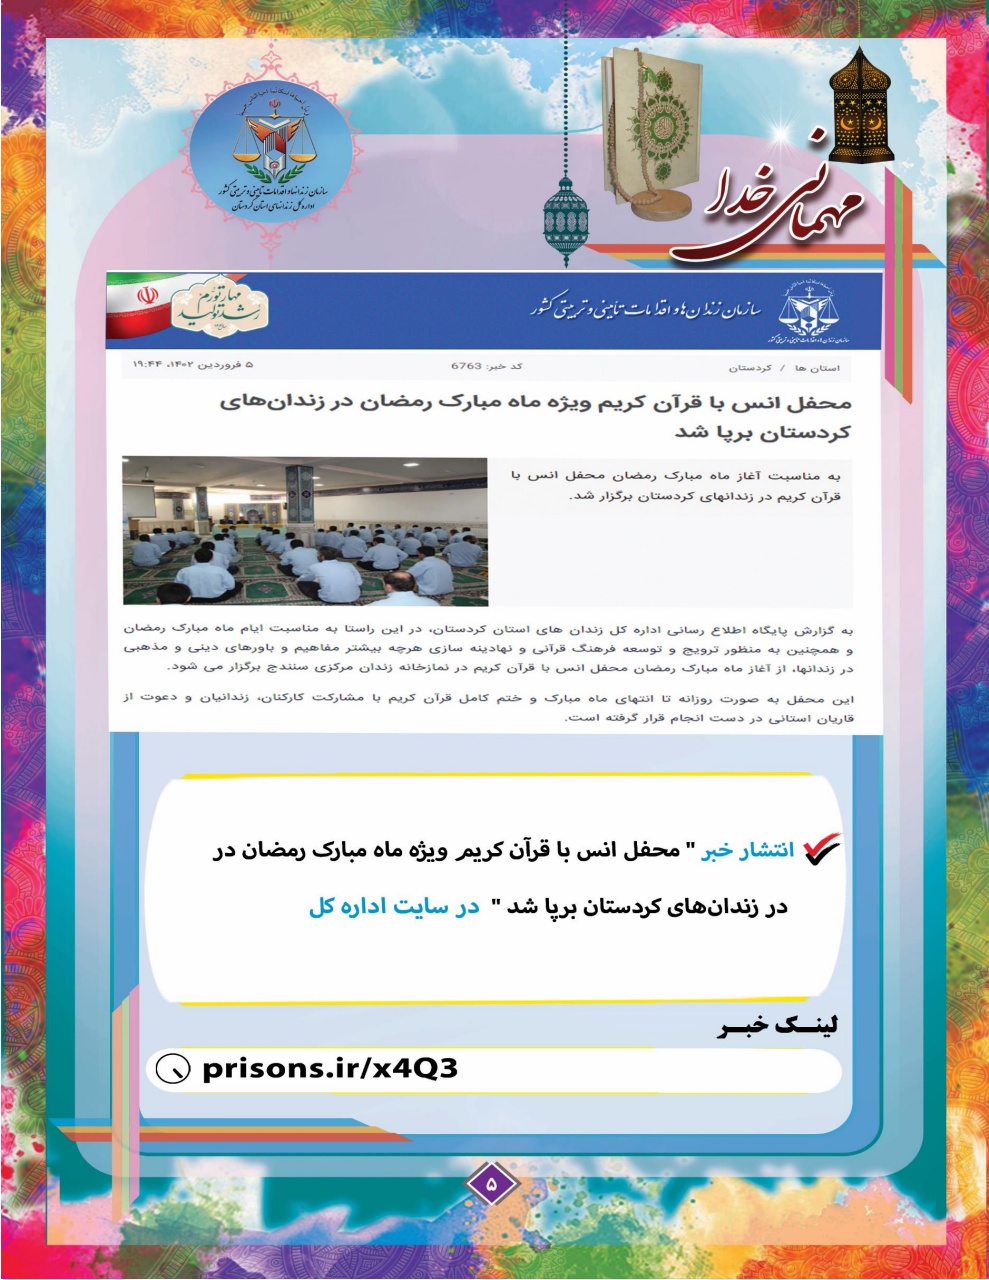 سازمان زندانها و اقدامات تامینی و تربیتی کشور
اداره کل زندانهای استان کردستان
مهمانی خدا
سازمان زندان ها و اقدامات تأمینی و تربیتی کشور
مهار تورم
رشد تولید
استان ها / کردستان
کد خبر: 6763
۵ فروردین ۱۴۰۲، ۱۹:۴۴
محفل انس با قرآن کریم ویژه ماه مبارک رمضان در زندان‌های
کردستان برپا شد
به مناسبت آغاز ماه مبارک رمضان محفل انس با
قرآن کریم در زندانهای کردستان برگزار شد.
به گزارش پایگاه اطلاع رسانی اداره کل زندان های استان کردستان، در این راستا به مناسبت ایام ماه مبارک رمضان
و همچنین به منظور ترویج و توسعه فرهنگ قرآنی و نهادینه سازی هرچه بیشتر مفاهیم و باورهای دینی و مذهبی
در زندانها، از آغاز ماه مبارک رمضان محفل انس با قرآن کریم در نمازخانه زندان مرکزی سنندج برگزار می شود.
این محفل به صورت روزانه تا انتهای ماه مبارک و ختم کامل قرآن کریم با مشارکت کارکنان، زندانیان و دعوت از
قاریان استانی در دست انجام قرار گرفته است.
انتشار خبر " محفل انس با قرآن کریم ویژه ماه مبارک رمضان در
در زندان‌های کردستان برپا شد " در سایت اداره کل
لینــک خبــر
prisons.ir/x4Q3
۵